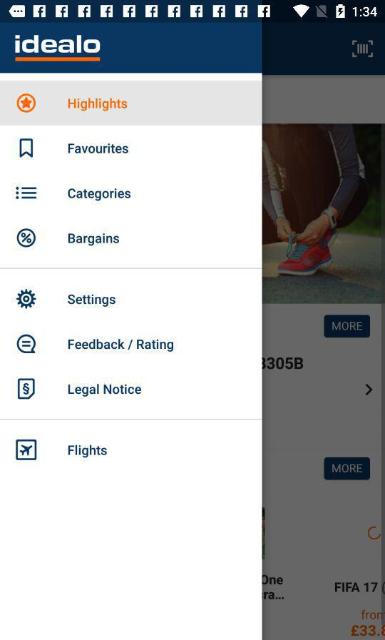 1:34
idealo
Highlights
Favourites
Categories
Bargains
Settings
Feedback / Rating
Legal Notice
Flights
MORE
3305B
MORE
One
ra...
FIFA 17 (
from
£33.8